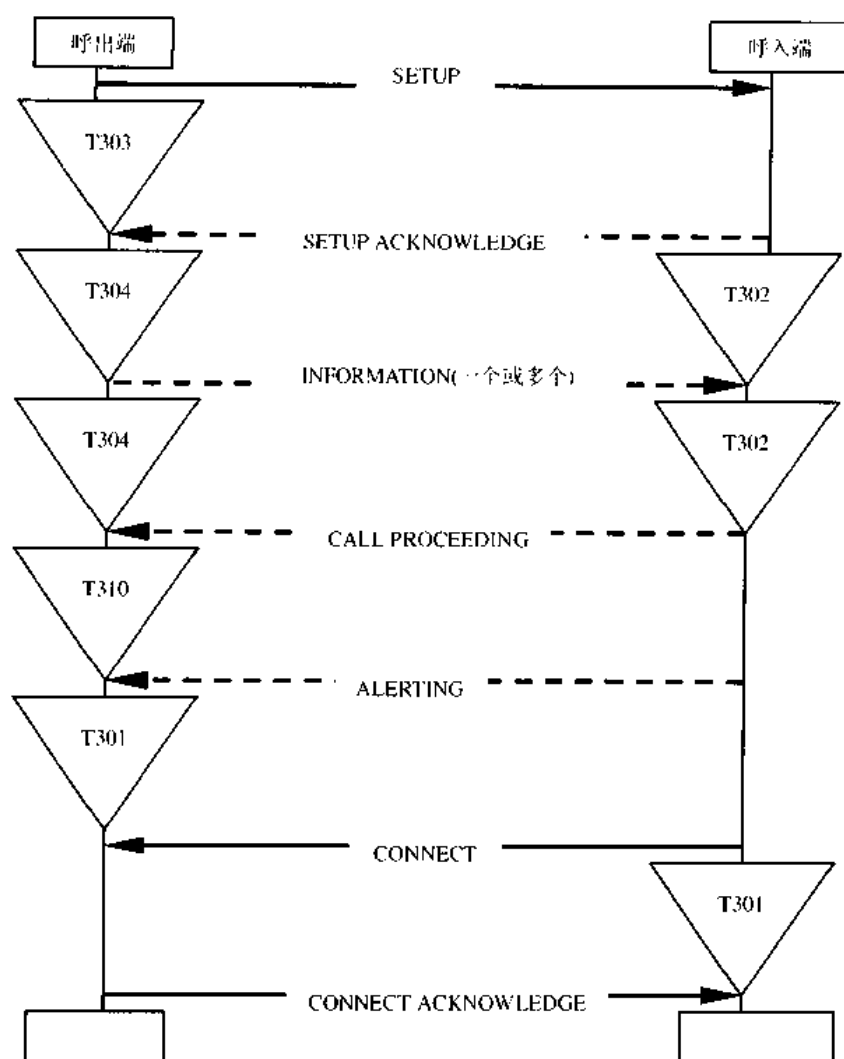 呼出端
呼入端
SETUP
T303
SETUP ACKNOWLEDGE
T304
T302
INFORMATION(一个或多个)
T304
T302
CALL PROCEEDING
T310
ALERTING
T301
CONNECT
T301
CONNECT ACKNOWLEDGE